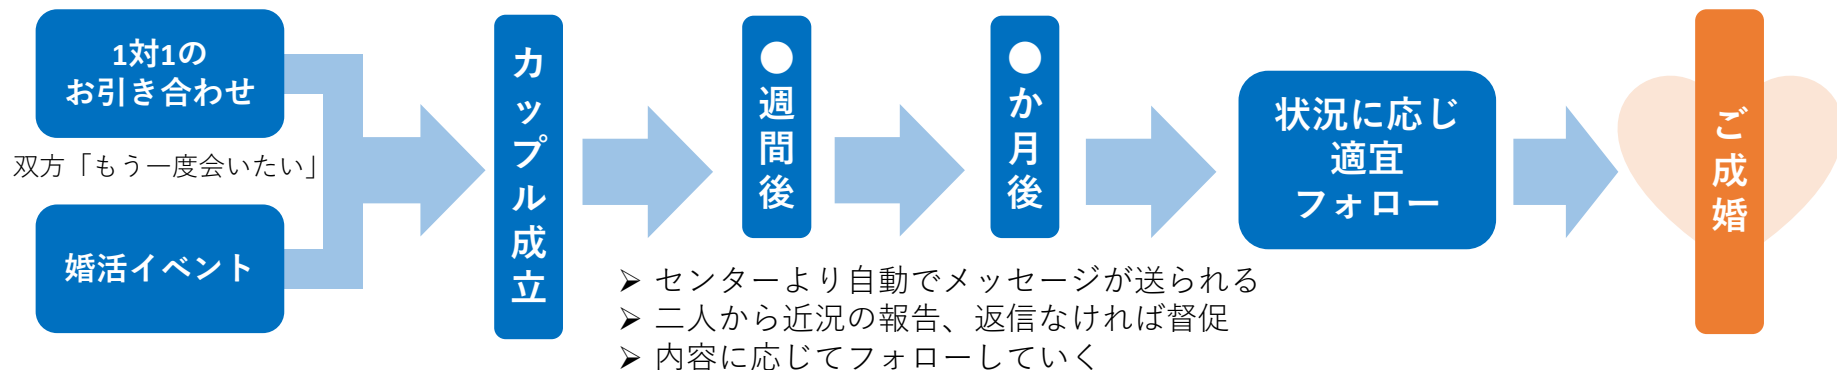 1対1の
お引き合わせ
双方「もう一度会いたい」
婚活イベント
カップル成立
●週間後
●か月後
状況に応じ
適宜
フォロー
ご成婚
➢ センターより自動でメッセージが送られる
➢ 二人から近況の報告、返信なければ督促
➢ 内容に応じてフォローしていく